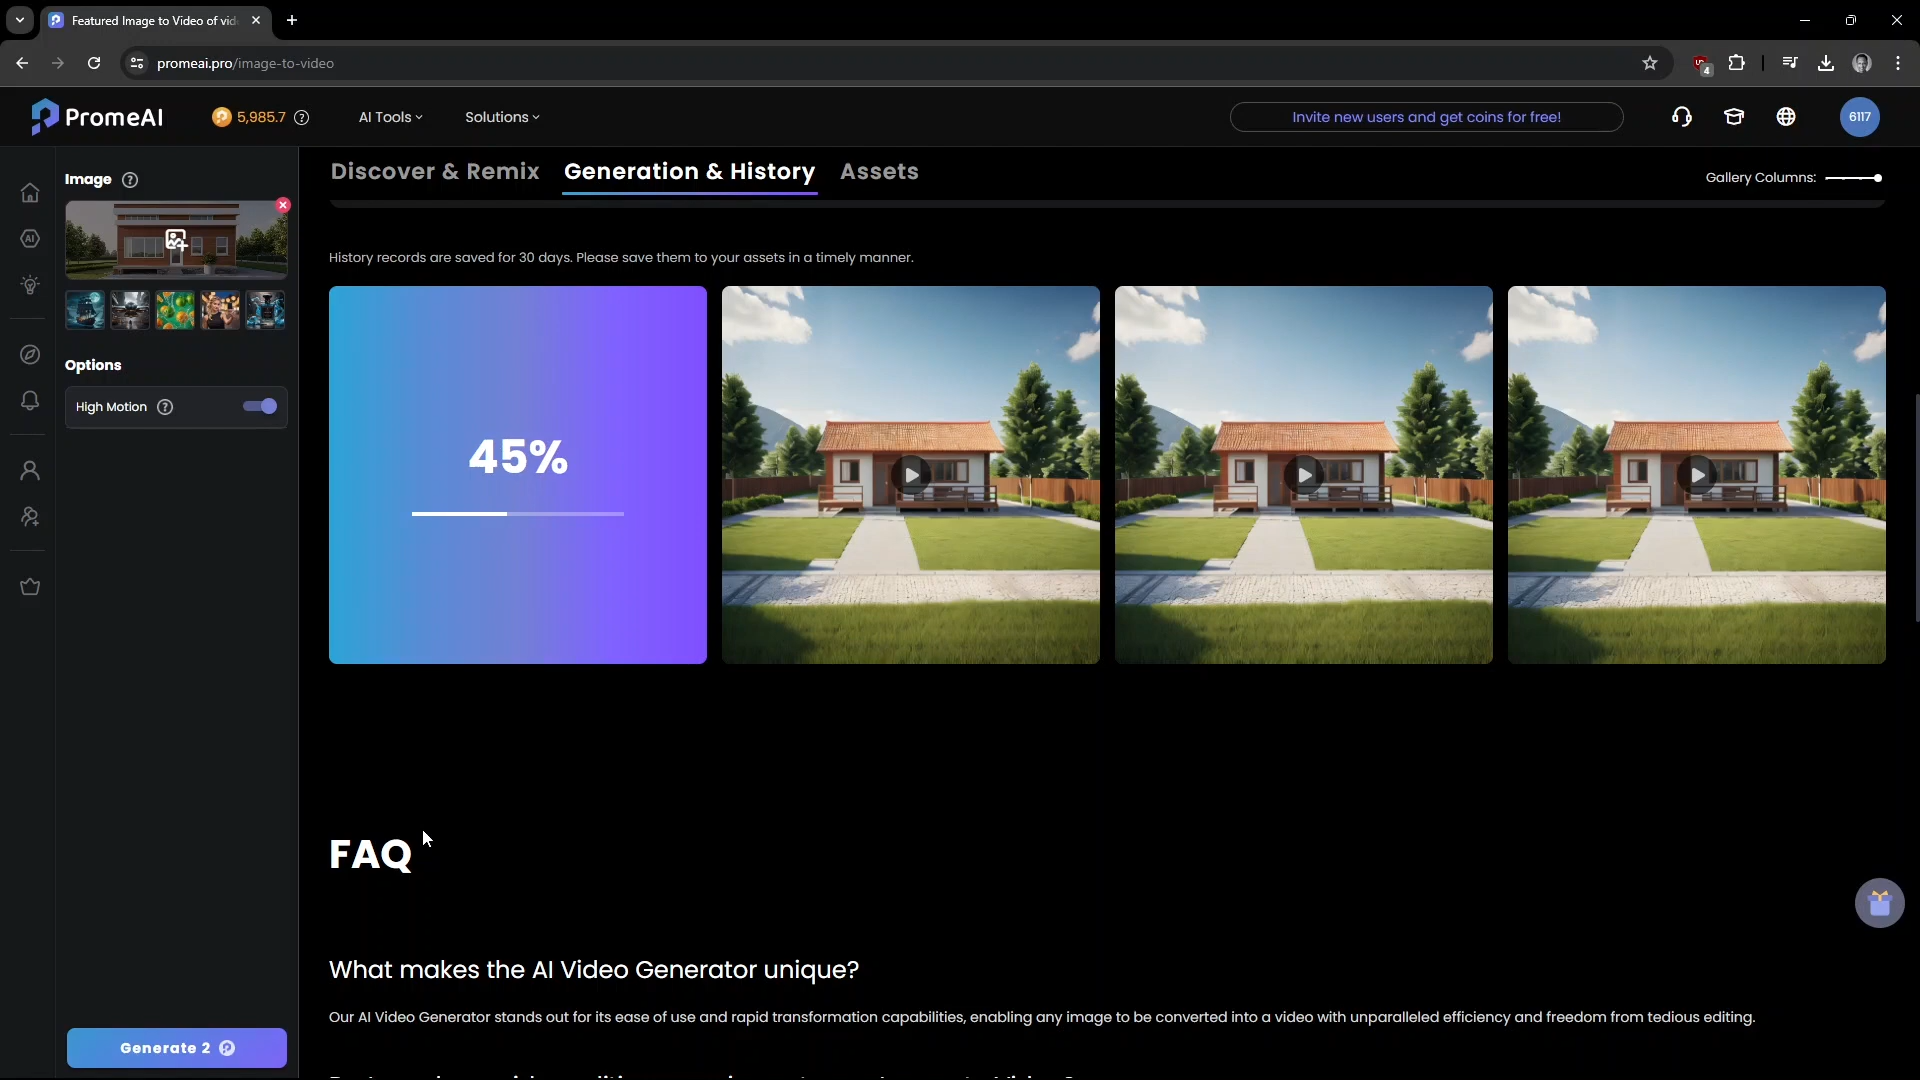 Featured Image to Video of vid
promeai.pro/image-to-video
4
PromeAI
5,985.7
AI Tools
Solutions
Invite new users and get coins for free!
6117
Image
Discover & Remix
Generation & History
Assets
Gallery Columns:
AI
History records are saved for 30 days. Please save them to your assets in a timely manner.
Options
High Motion
45%
FAQ
What makes the AI Video Generator unique?
Our AI Video Generator stands out for its ease of use and rapid transformation capabilities, enabling any image to be converted into a video with unparalleled efficiency and freedom from tedious editing.
Generate 2